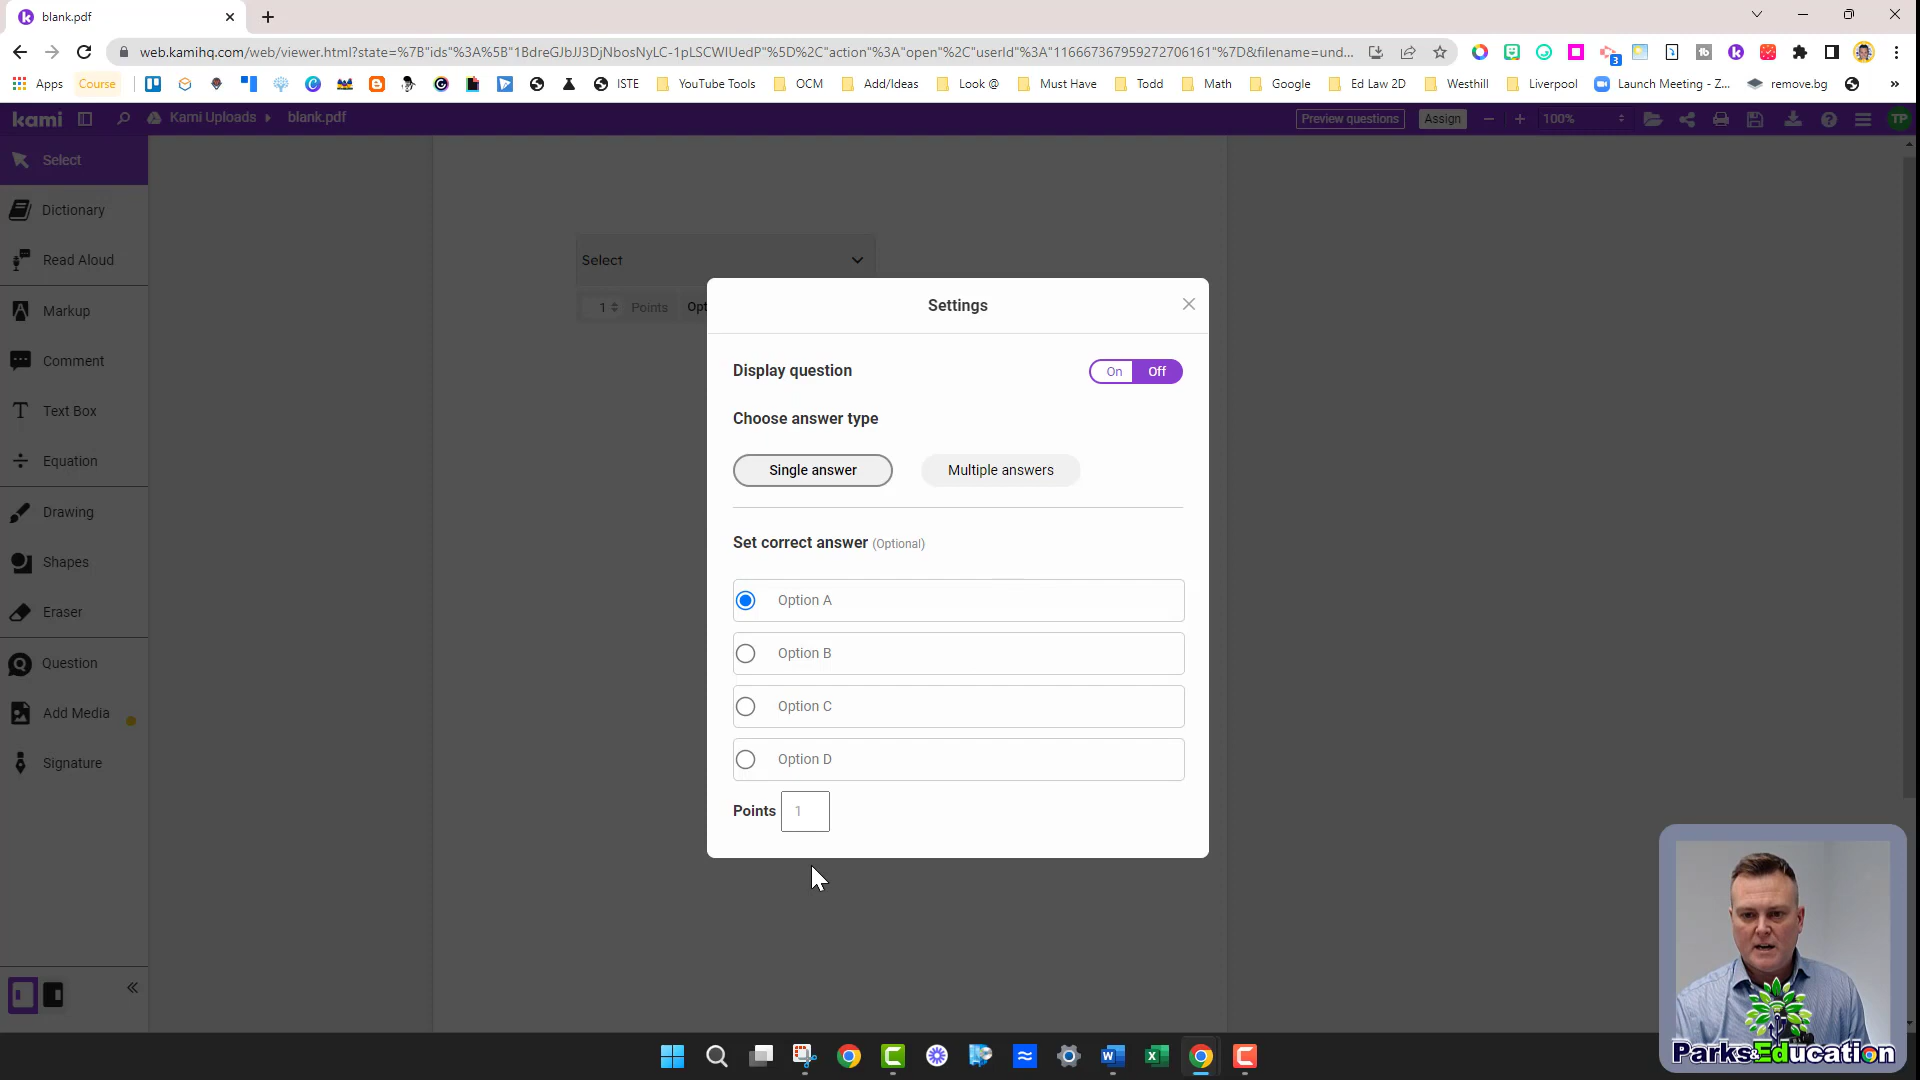 blank.pdf
web.kamihq.com/web/viewer.html?state=%7B"ids"%3A%5B"1BdreGJbJJ3DjNbosNyLC-1pLSCWIUedP"%5D%2C"action"%3A"open"%2C"userId"%3A"116667367959272706161"%7D&filename=und...
3
Apps
Course
ISTE
YouTube Tools
OCM
Add/Ideas
Look @
Must Have
Todd
Math
Google
Ed Law 2D
Westhill
Liverpool
Launch Meeting - Z...
remove.bg
»
kami
Kami Uploads
blank.pdf
Preview questions
Assign
100%
TP
Select
Dictionary
Read Aloud
Markup
Comment
Text Box
Equation
Drawing
Shapes
Eraser
Question
Add Media
Signature
Select
1
Points
Opt
Settings
Display question
On
Off
Choose answer type
Single answer
Multiple answers
Set correct answer (Optional)
Option A
Option B
Option C
Option D
Points 1
Parks&Education